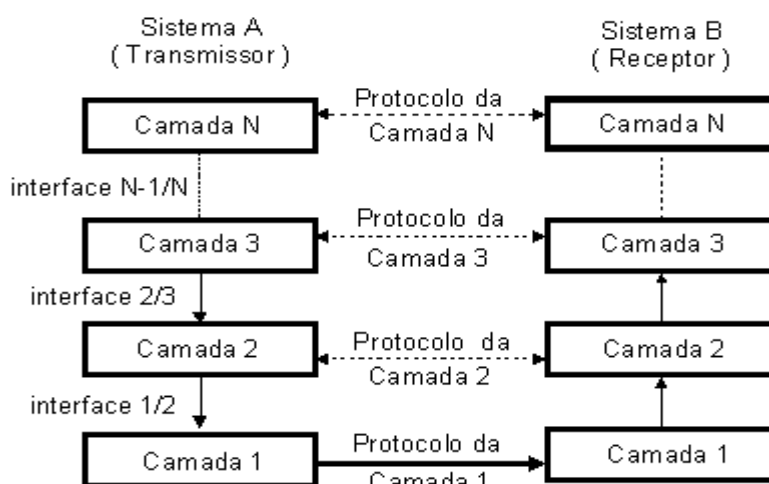 Sistema A
( Transmissor )
Sistema B
( Receptor )
Camada N
Protocolo da
Camada N
Camada N
interface N-1/N
Camada 3
Protocolo da
Camada 3
Camada 3
interface 2/3
Camada 2
Protocolo da
Camada 2
Camada 2
interface 1/2
Camada 1
Protocolo da
Camada 1
Camada 1